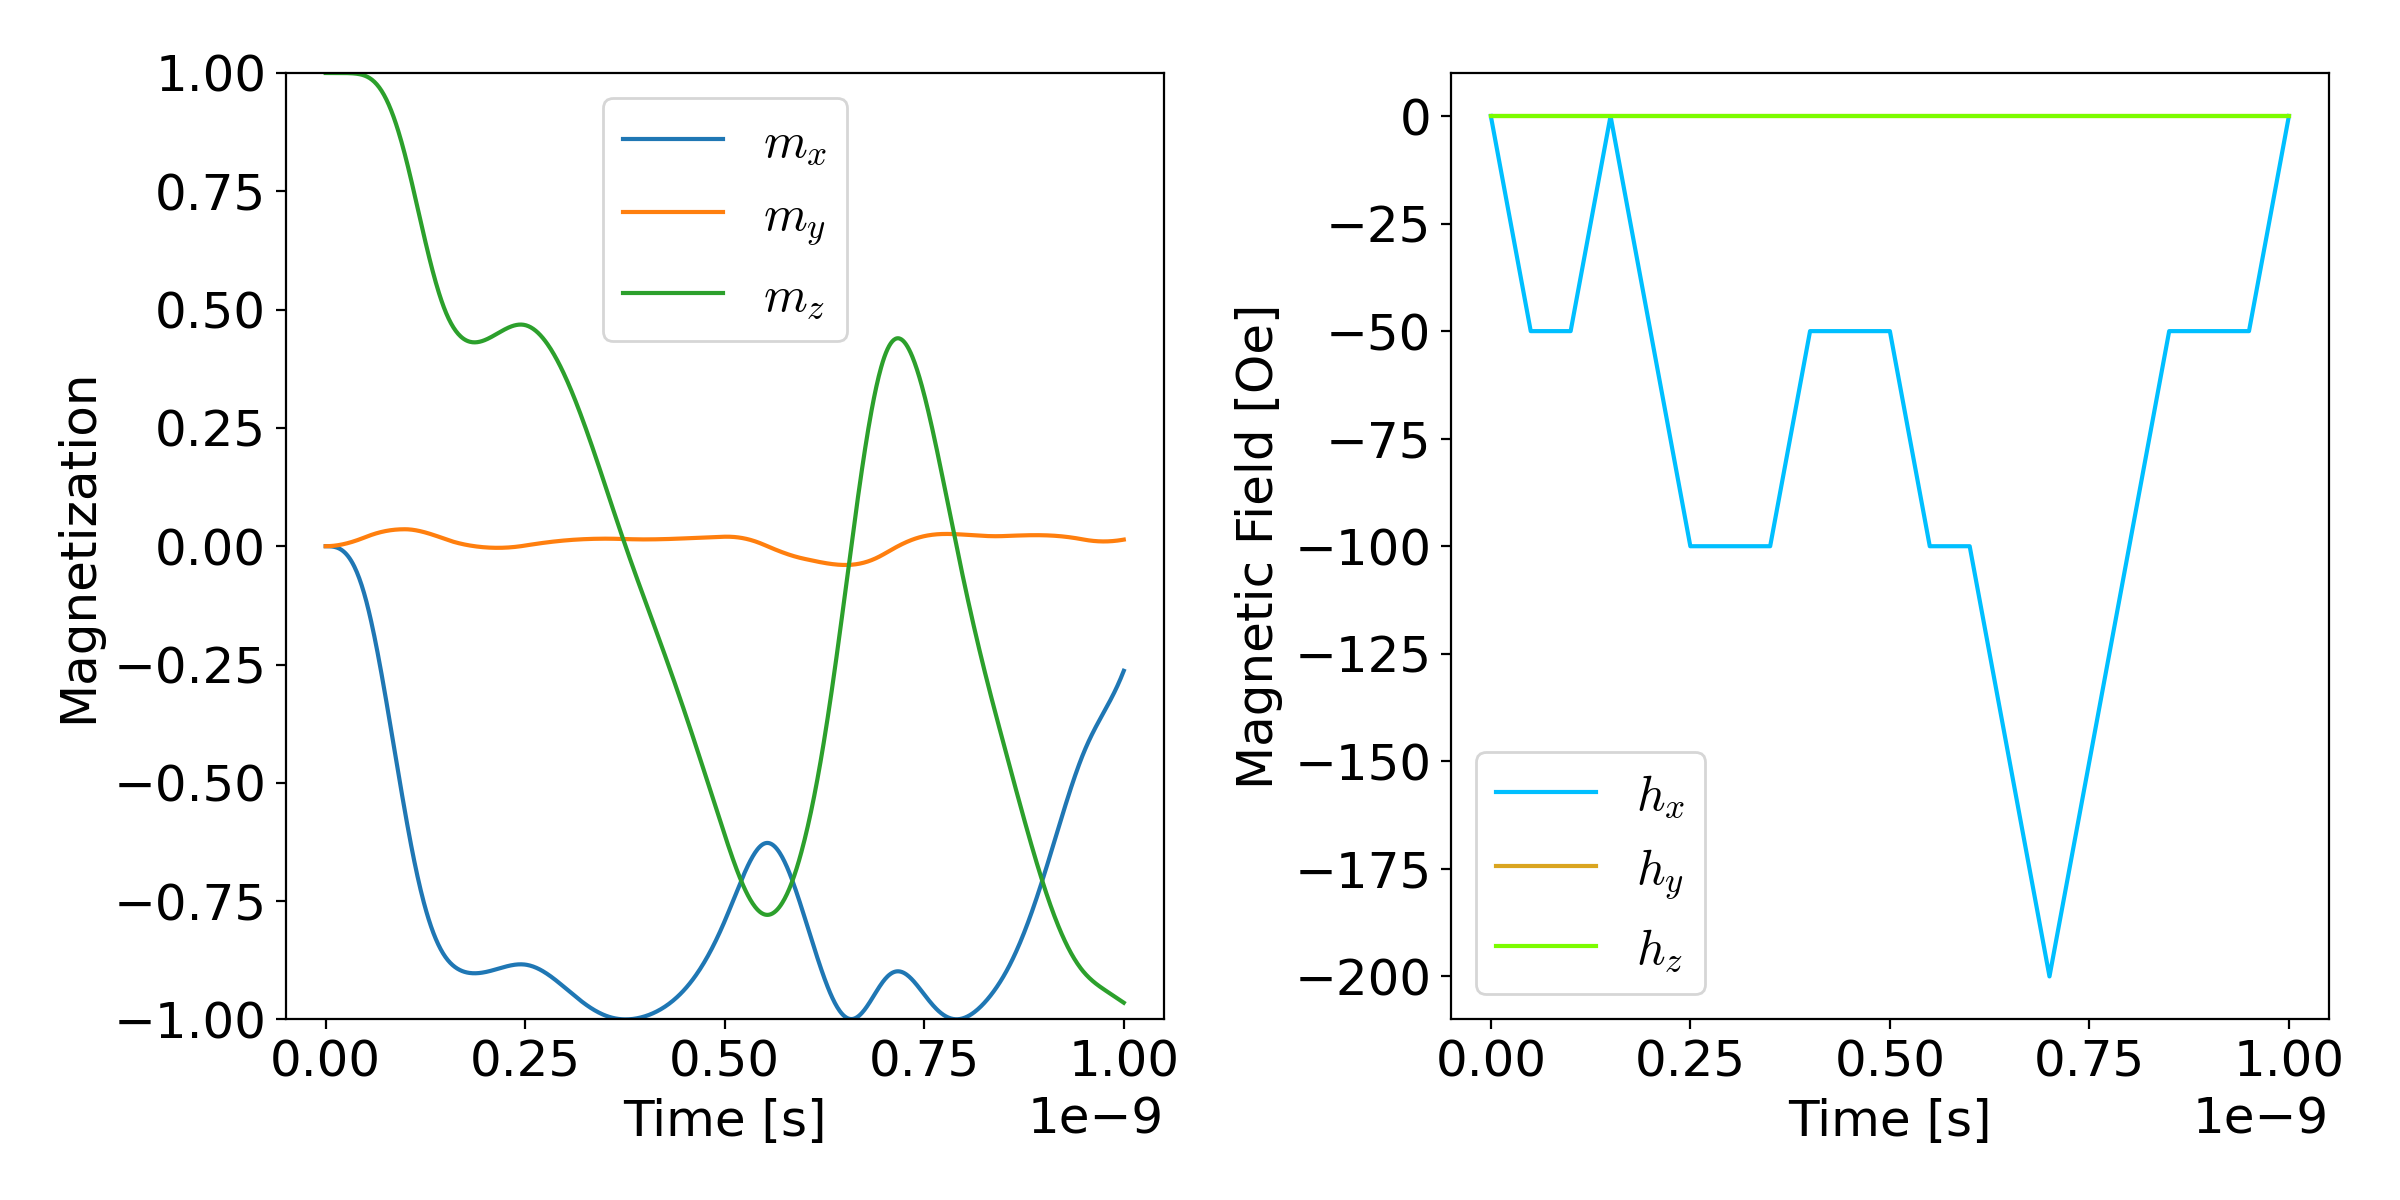 1.00
0.75
0.50
0.25
0.00
−0.25
−0.50
−0.75
−1.00
Magnetization
0.00 0.25 0.50 0.75 1.00
Time [s]
1e−9
m_x
m_y
m_z
0
−25
−50
−75
−100
−125
−150
−175
−200
Magnetic Field [Oe]
0.00 0.25 0.50 0.75 1.00
Time [s]
1e−9
h_x
h_y
h_z